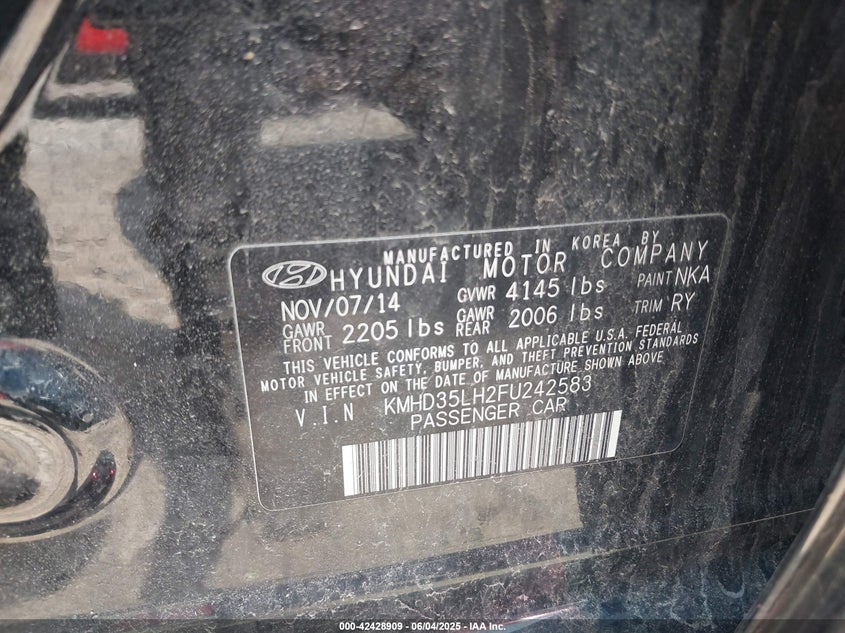 MANUFACTURED IN KOREA BY
HYUNDAI MOTOR COMPANY
NOV/07/14 GVWR 4145 lbs PAINT NKA
GAWR FRONT 2205 lbs GAWR REAR 2006 lbs TRIM RY
THIS VEHICLE CONFORMS TO ALL APPLICABLE U.S.A. FEDERAL
MOTOR VEHICLE SAFETY, BUMPER, AND THEFT PREVENTION STANDARDS
IN EFFECT ON THE DATE OF MANUFACTURE SHOWN ABOVE
V.I.N KMHD35LH2FU242583
PASSENGER CAR
000-42428909 - 06/04/2025 - IAA Inc.